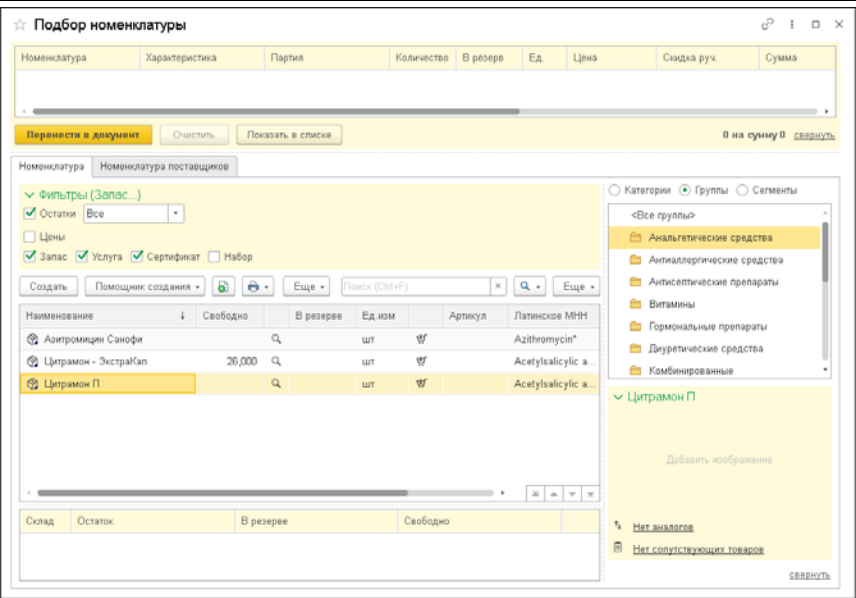 Подбор номенклатуры
Номенклатура Характеристика Партия Количество В резерв Ед. Цена Скидка руч. Сумма
Перенести в документ Очистить Показать в списке 0 на сумму 0 свернуть
Номенклатура Номенклатура поставщиков
Фильтры (Запас...)
Остатки Все
Цены
Запас Услуга Сертификат Набор
Создать Помощник создания Еще Поиск (Ctrl+F) × Еще
Наименование ↓ Свободно В резерве Ед.изм Артикул Латинское МНН
Азитромицин Санофи шт Azithromycin*
Цитрамон - ЭкстраКап 26,000 шт Acetylsalicylic a...
Цитрамон П шт Acetylsalicylic a...
Склад Остаток В резерве Свободно
Категории Группы Сегменты
<Все группы>
Анальгетические средства
Антиаллергические средства
Антисептические препараты
Витамины
Гормональные препараты
Диуретические средства
Комбинированные
Цитрамон П
Добавить изображение
Нет аналогов
Нет сопутствующих товаров
свернуть